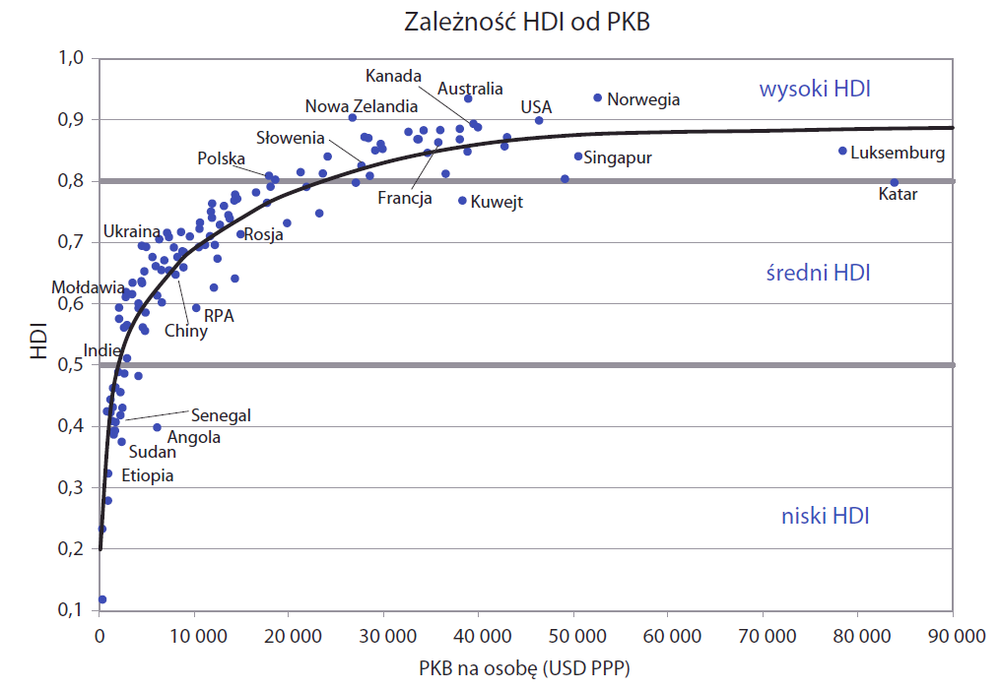 Zależność HDI od PKB
HDI
1,0
0,9
0,8
0,7
0,6
0,5
0,4
0,3
0,2
0,1
wysoki HDI
średni HDI
niski HDI
Kanada
Australia
Nowa Zelandia
USA
Norwegia
Słowenia
Polska
Singapur
Luksemburg
Francja
Kuwejt
Katar
Ukraina
Rosja
Mołdawia
RPA
Chiny
Indie
Senegal
Angola
Sudan
Etiopia
0 10 000 20 000 30 000 40 000 50 000 60 000 70 000 80 000 90 000
PKB na osobę (USD PPP)